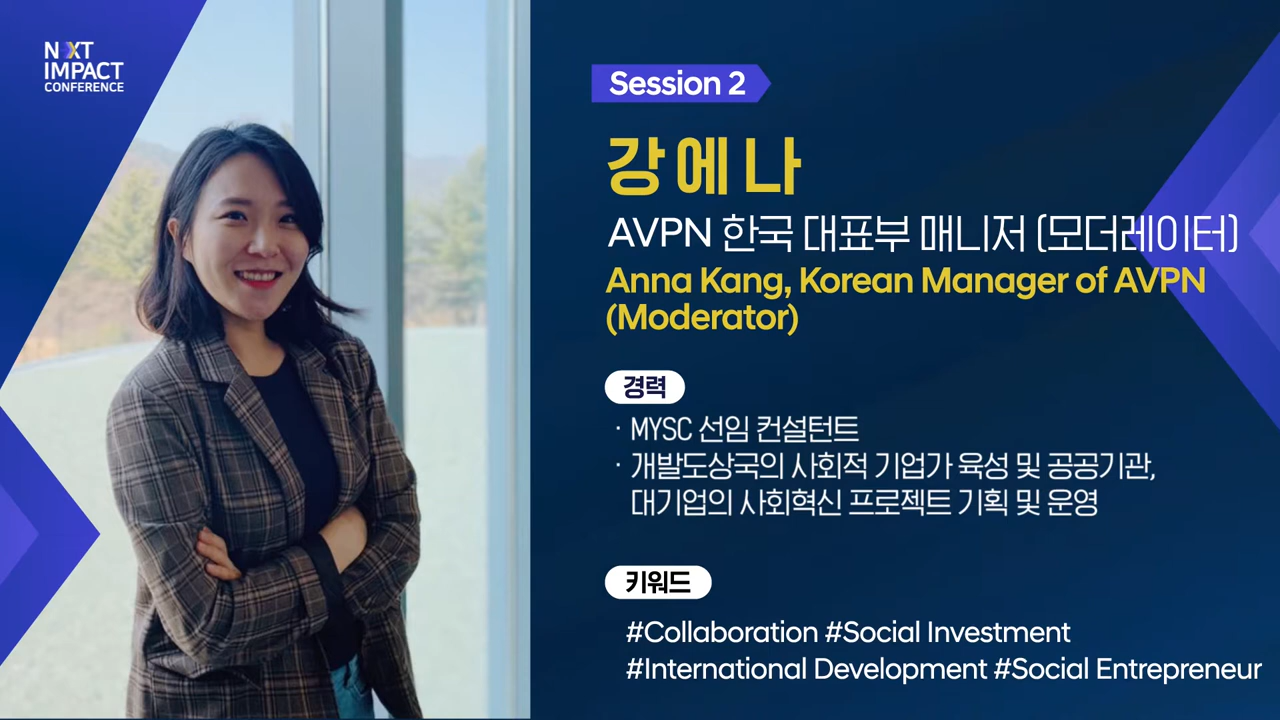 NEXT
IMPACT
CONFERENCE
Session 2
강에나
AVPN 한국 대표부 매니저 (모더레이터)
Anna Kang, Korean Manager of AVPN
(Moderator)
경력
· MYSC 선임 컨설턴트
· 개발도상국의 사회적 기업가 육성 및 공공기관,
대기업의 사회혁신 프로젝트 기획 및 운영
키워드
#Collaboration #Social Investment
#International Development #Social Entrepreneur